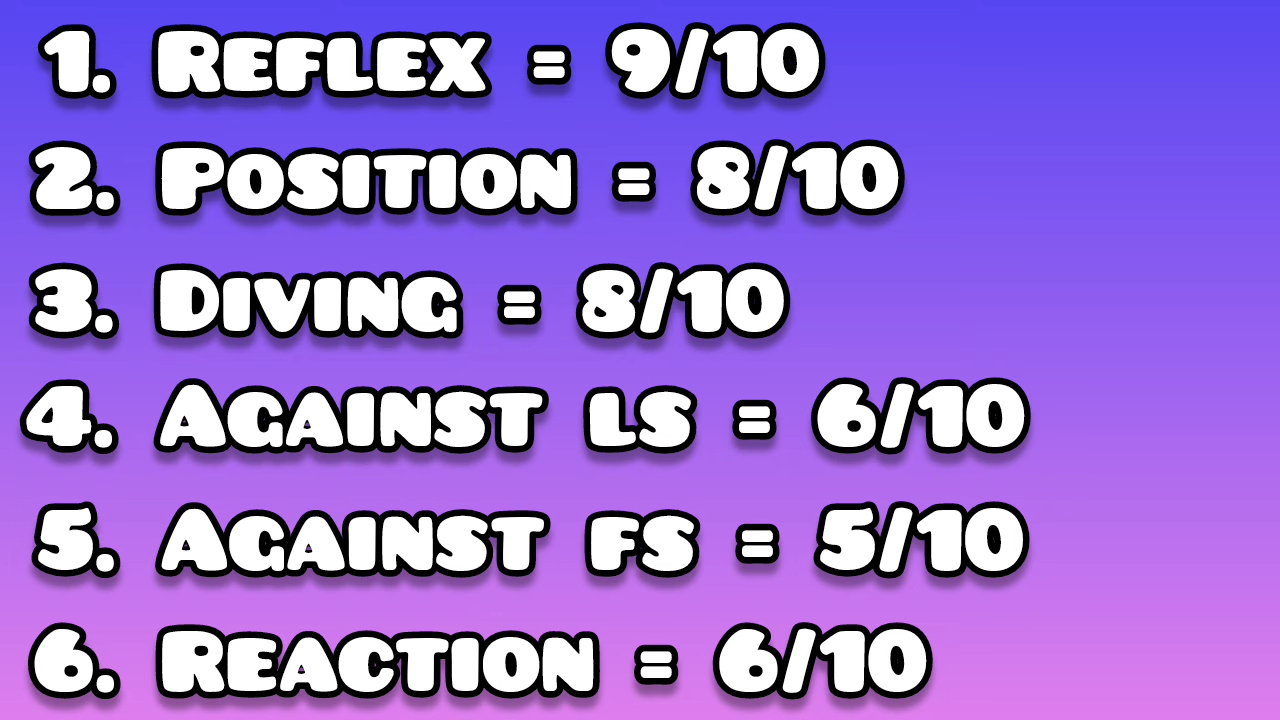 1. Reflex = 9/10
2. Position = 8/10
3. Diving = 8/10
4. Against ls = 6/10
5. Against fs = 5/10
6. Reaction = 6/10